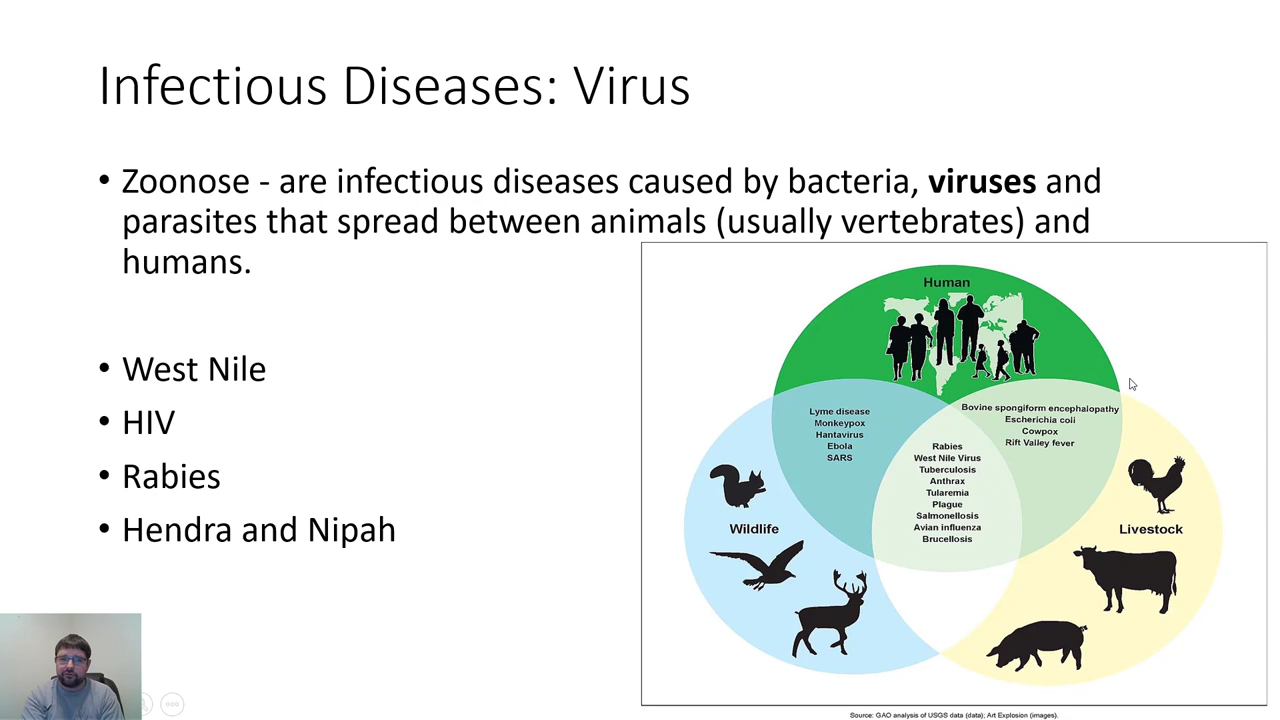 Infectious Diseases: Virus
• Zoonose - are infectious diseases caused by bacteria, viruses and
parasites that spread between animals (usually vertebrates) and
humans.
• West Nile
• HIV
• Rabies
• Hendra and Nipah
Human
Lyme disease
Monkeypox
Hantavirus
Ebola
SARS
Bovine spongiform encephalopathy
Escherichia coli
Cowpox
Rift Valley fever
Rabies
West Nile Virus
Tuberculosis
Anthrax
Tularemia
Plague
Salmonellosis
Avian influenza
Brucellosis
Wildlife
Livestock
Source: GAO analysis of USGS data (data); Art Explosion (images).